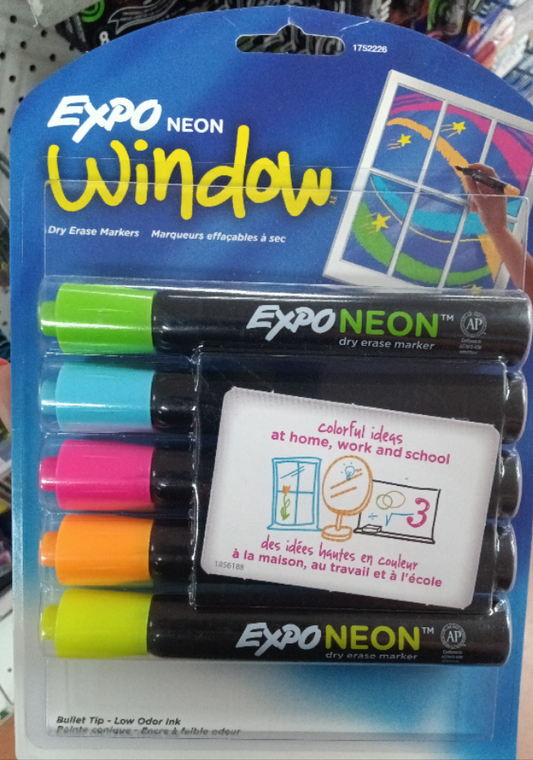 1752226
EXPO NEON
Window
Dry Erase Markers Marqueurs effaçables à sec
EXPO NEON™
dry erase marker
AP
colorful ideas
at home, work and school
3
des idées hautes en couleur
à la maison, au travail et à l'école
1856188
EXPO NEON™
dry erase marker
AP
Bullet Tip - Low Odor Ink
Pointe conique - Encre à faible odeur